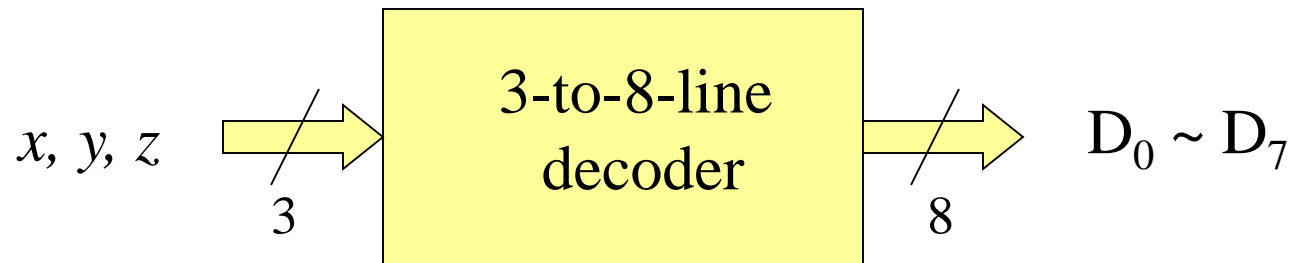 x, y, z
3
3-to-8-line
decoder
8
D₀ ~ D₇